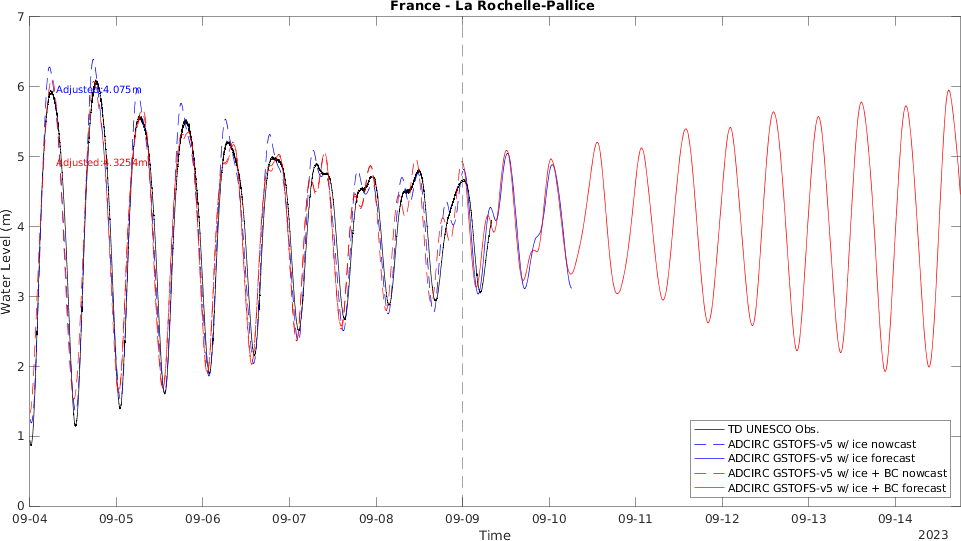 France - La Rochelle-Pallice
7
6
5
4
3
2
1
0
Water Level (m)
Adjusted:4.075m
Adjusted:4.3254m
TD UNESCO Obs.
ADCIRC GSTOFS-v5 w/ ice nowcast
ADCIRC GSTOFS-v5 w/ ice forecast
ADCIRC GSTOFS-v5 w/ ice + BC nowcast
ADCIRC GSTOFS-v5 w/ ice + BC forecast
09-04 09-05 09-06 09-07 09-08 09-09 09-10 09-11 09-12 09-13 09-14
Time
2023